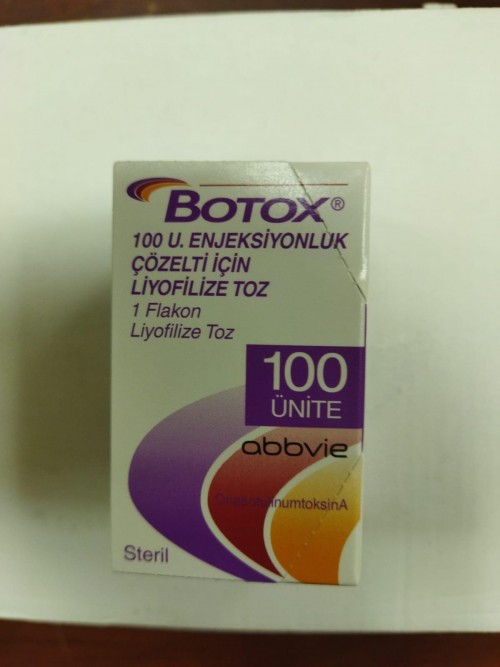 BOTOX®
100 U. ENJEKSİYONLUK
ÇÖZELTİ İÇİN
LİYOFİLİZE TOZ
1 Flakon
Liyofilize Toz
100
ÜNİTE
abbvie
Steril